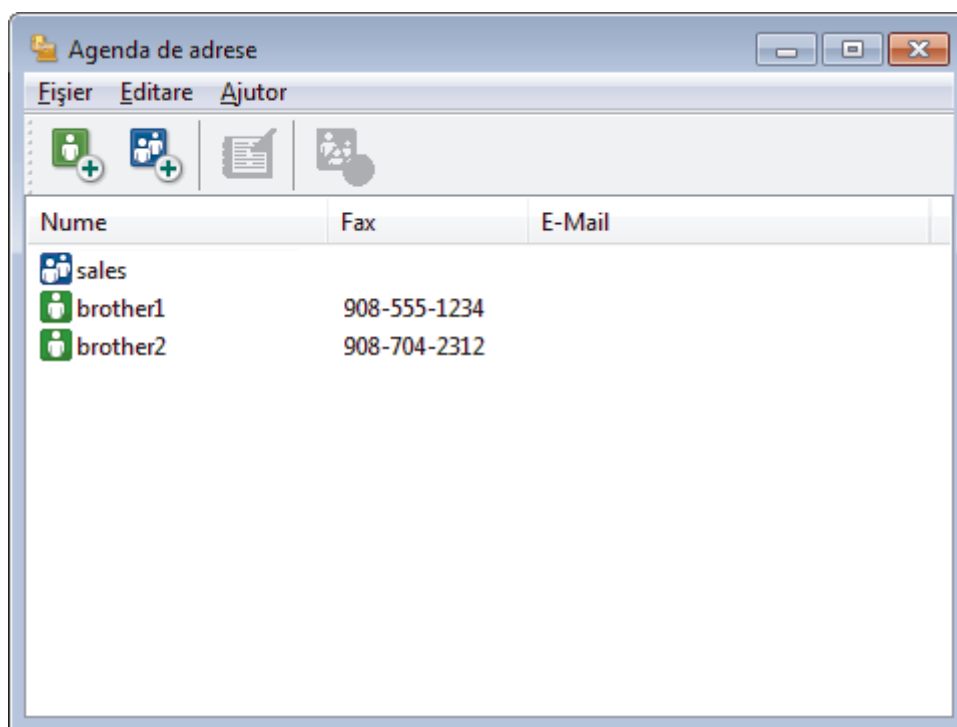 Agenda de adrese
Fişier Editare Ajutor
Nume Fax E-Mail
sales
brother1 908-555-1234
brother2 908-704-2312